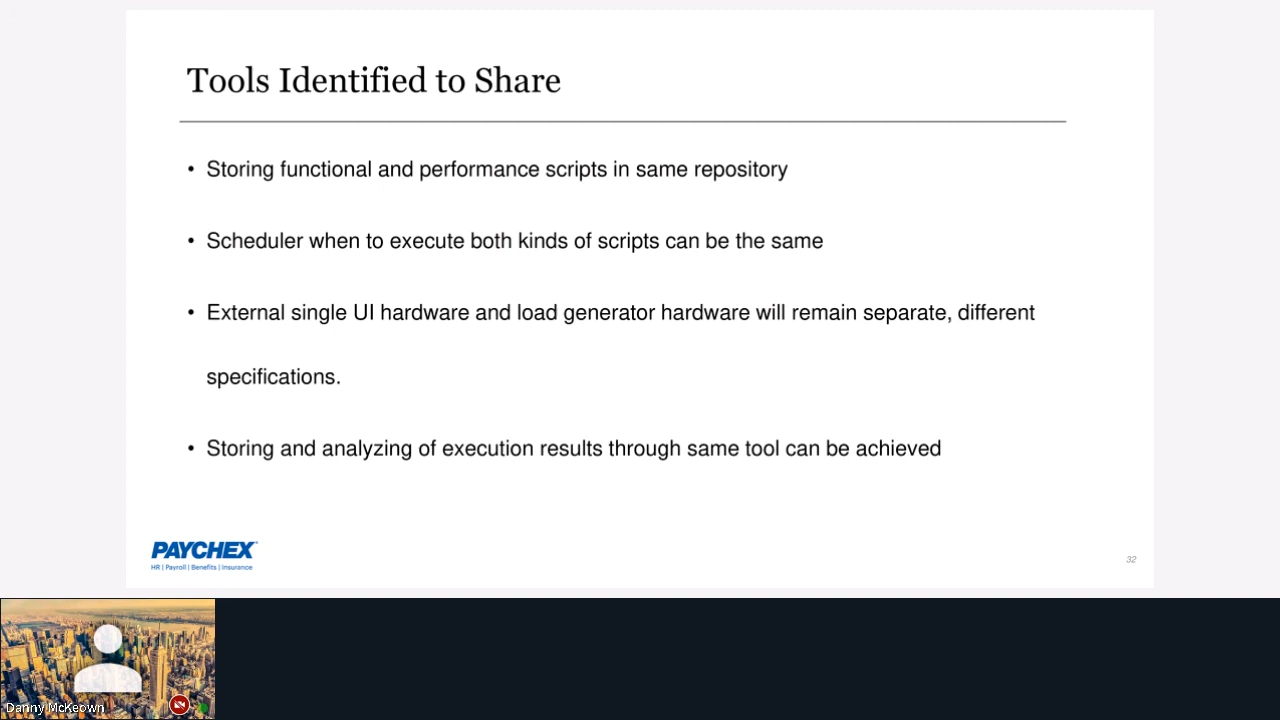 Tools Identified to Share
• Storing functional and performance scripts in same repository
• Scheduler when to execute both kinds of scripts can be the same
• External single UI hardware and load generator hardware will remain separate, different
specifications.
• Storing and analyzing of execution results through same tool can be achieved
PAYCHEX
HR | Payroll | Benefits | Insurance
32
Danny McKeown